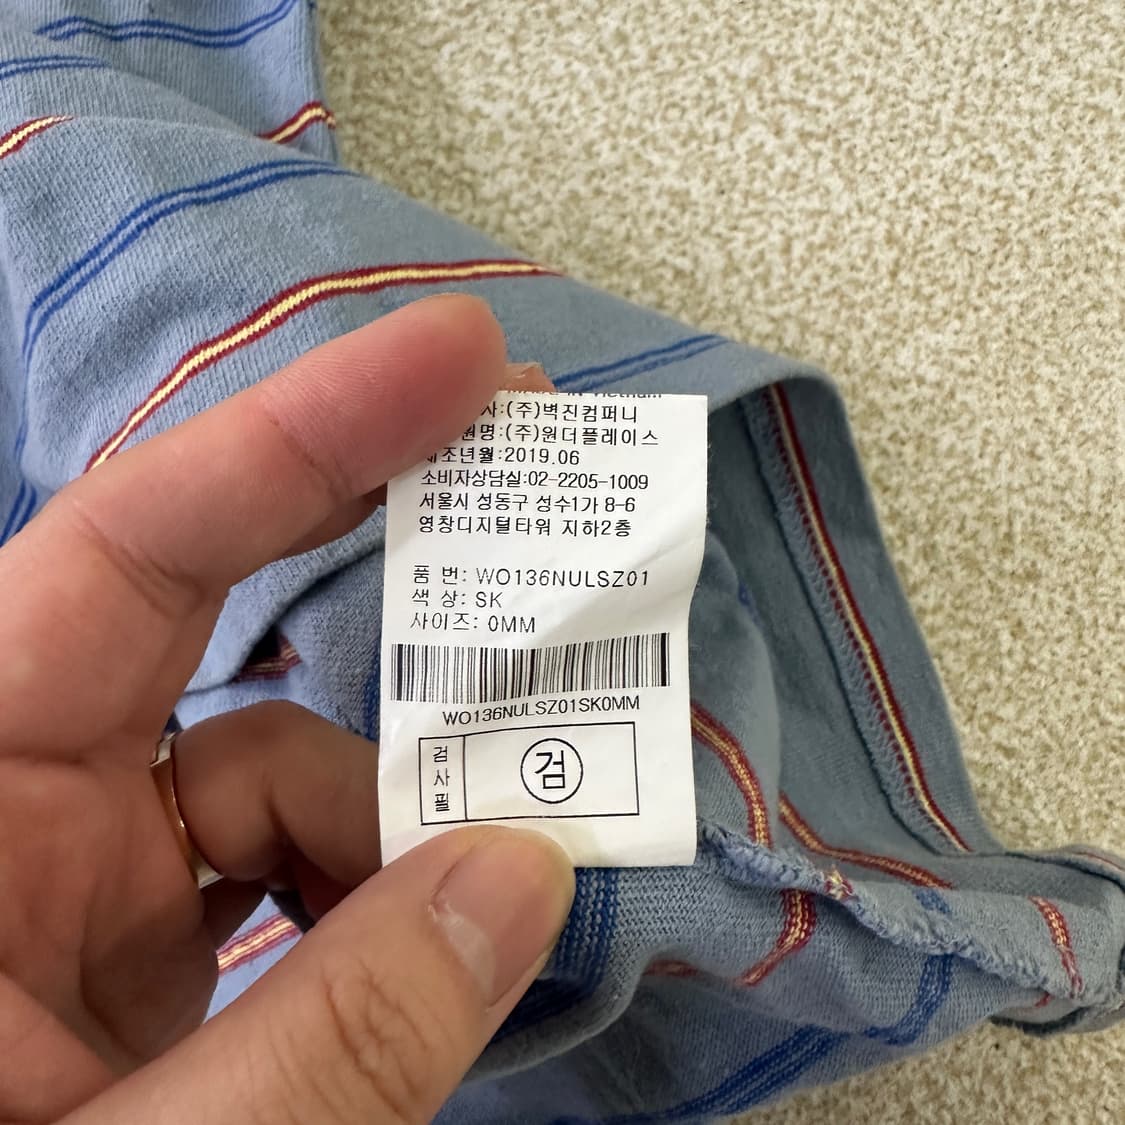 Vietnam
사:(주)벽진컴퍼니
원명:(주)원더플레이스
제조년월:2019.06
소비자상담실:02-2205-1009
서울시 성동구 성수1가 8-6
영창디지털타워 지하2층
품 번: WO136NULSZ01
색 상: SK
사이즈: 0MM
WO136NULSZ01SK0MM
검사필
검